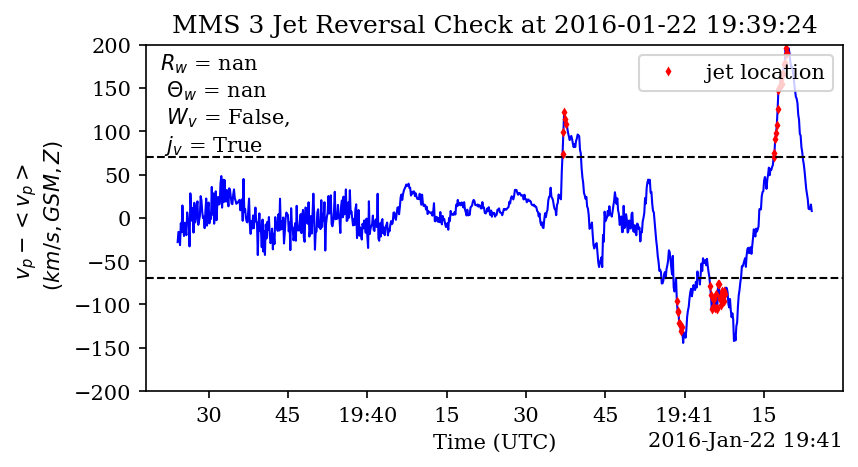 MMS 3 Jet Reversal Check at 2016-01-22 19:39:24
R_w = nan
Θ_w = nan
W_v = False,
j_v = True
jet location
v_p − <v_p>
(km/s, GSM, Z)
200
150
100
50
0
−50
−100
−150
−200
30 45 19:40 15 30 45 19:41 15
Time (UTC)
2016-Jan-22 19:41